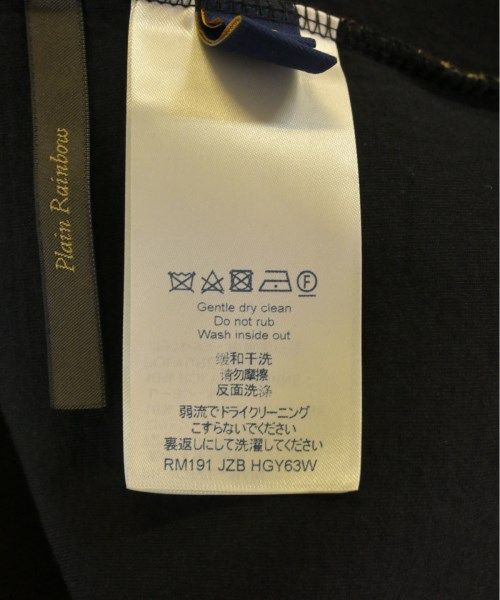 Plain Rainbow
F
Gentle dry clean
Do not rub
Wash inside out
缓和干洗
请勿摩擦
反面洗涤
弱流でドライクリーニング
こすらないでください
裏返しにして洗濯してください
RM191 JZB HGY63W